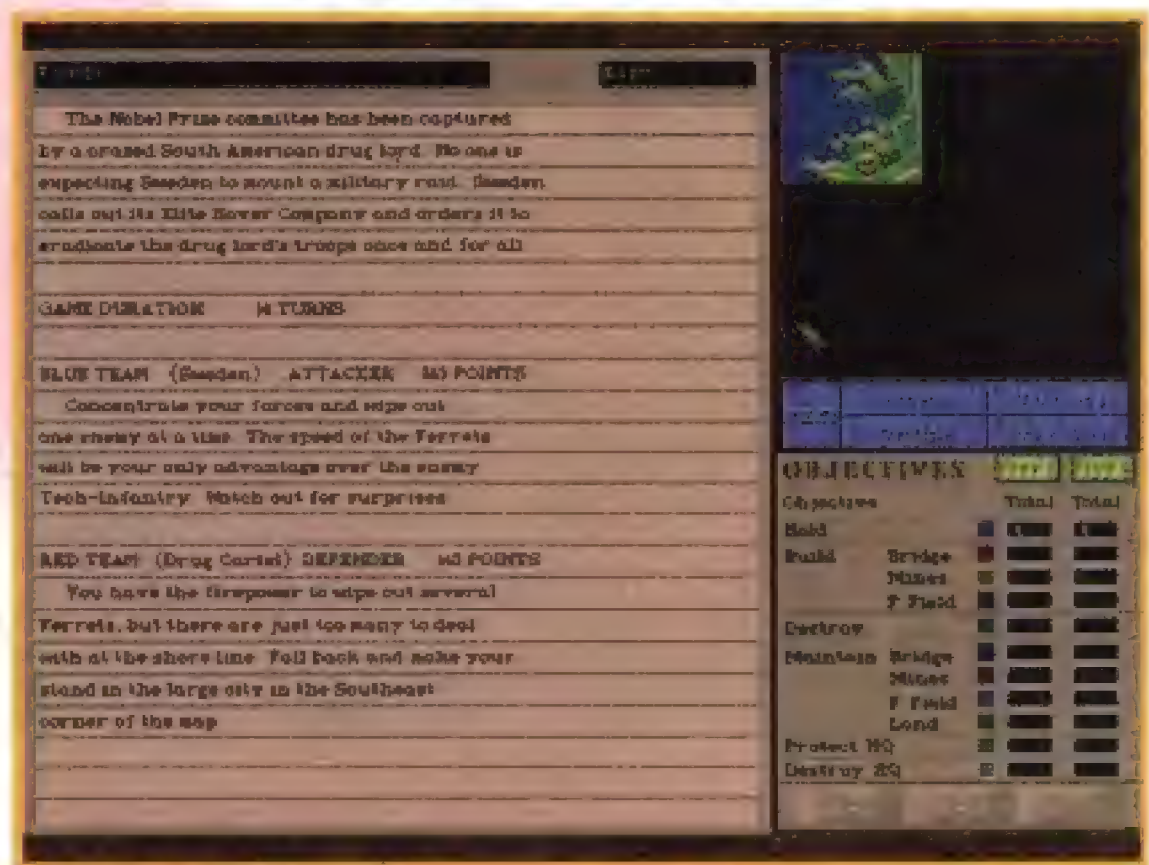 The Nobel Prize committee has been captured
by a crazed South American drug lord. No one is
expecting Sweden to mount a military raid. Sweden
calls out its Elite Hover Company and orders it to
eradicate the drug lord's troops once and for all
GAME DURATION TURNS
BLUE TEAM (Sweden) ATTACKER POINTS
Concentrate your forces and wipe out
one enemy at a time. The speed of the Ferrets
will be your only advantage over the enemy
Tech-Infantry. Watch out for surprises
RED TEAM (Drug Cartel) DEFENDER POINTS
You have the firepower to wipe out several
Ferrets, but there are just too many to deal
with at the shore line. Fall back and make your
stand in the large city in the Southeast
corner of the map
OBJECTIVES
Objective Total Total
Hold
Build Bridge
Mines
F Field
Destroy
Maintain Bridge
Mines
F Field
Land
Protect HQ
Destroy HQ